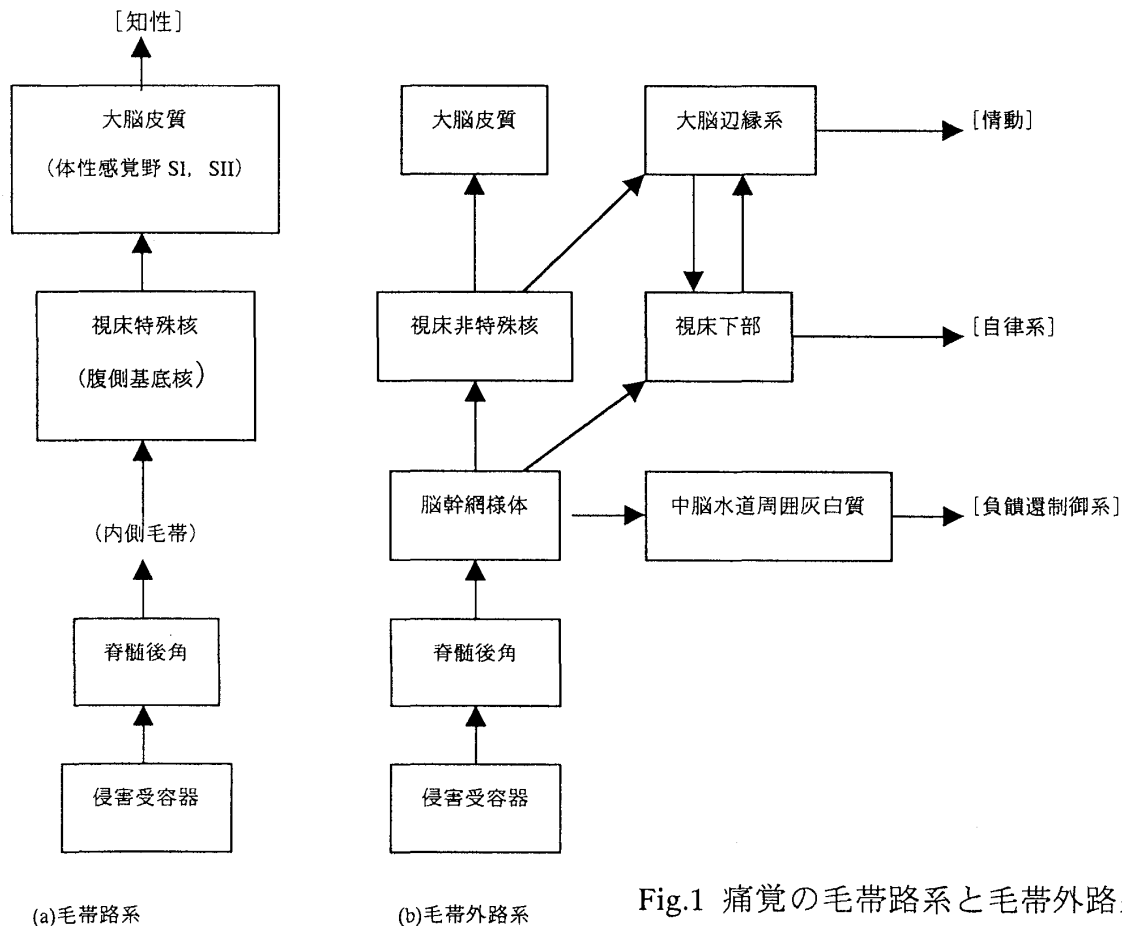 [知性]
大脳皮質
(体性感覚野 SI, SII)
視床特殊核
(腹側基底核)
(内側毛帯)
脊髄後角
侵害受容器
(a)毛帯路系
大脳皮質
大脳辺縁系
[情動]
視床非特殊核
視床下部
[自律系]
脳幹網様体
中脳水道周囲灰白質
[負饋還制御系]
脊髄後角
侵害受容器
(b)毛帯外路系
Fig.1 痛覚の毛帯路系と毛帯外路